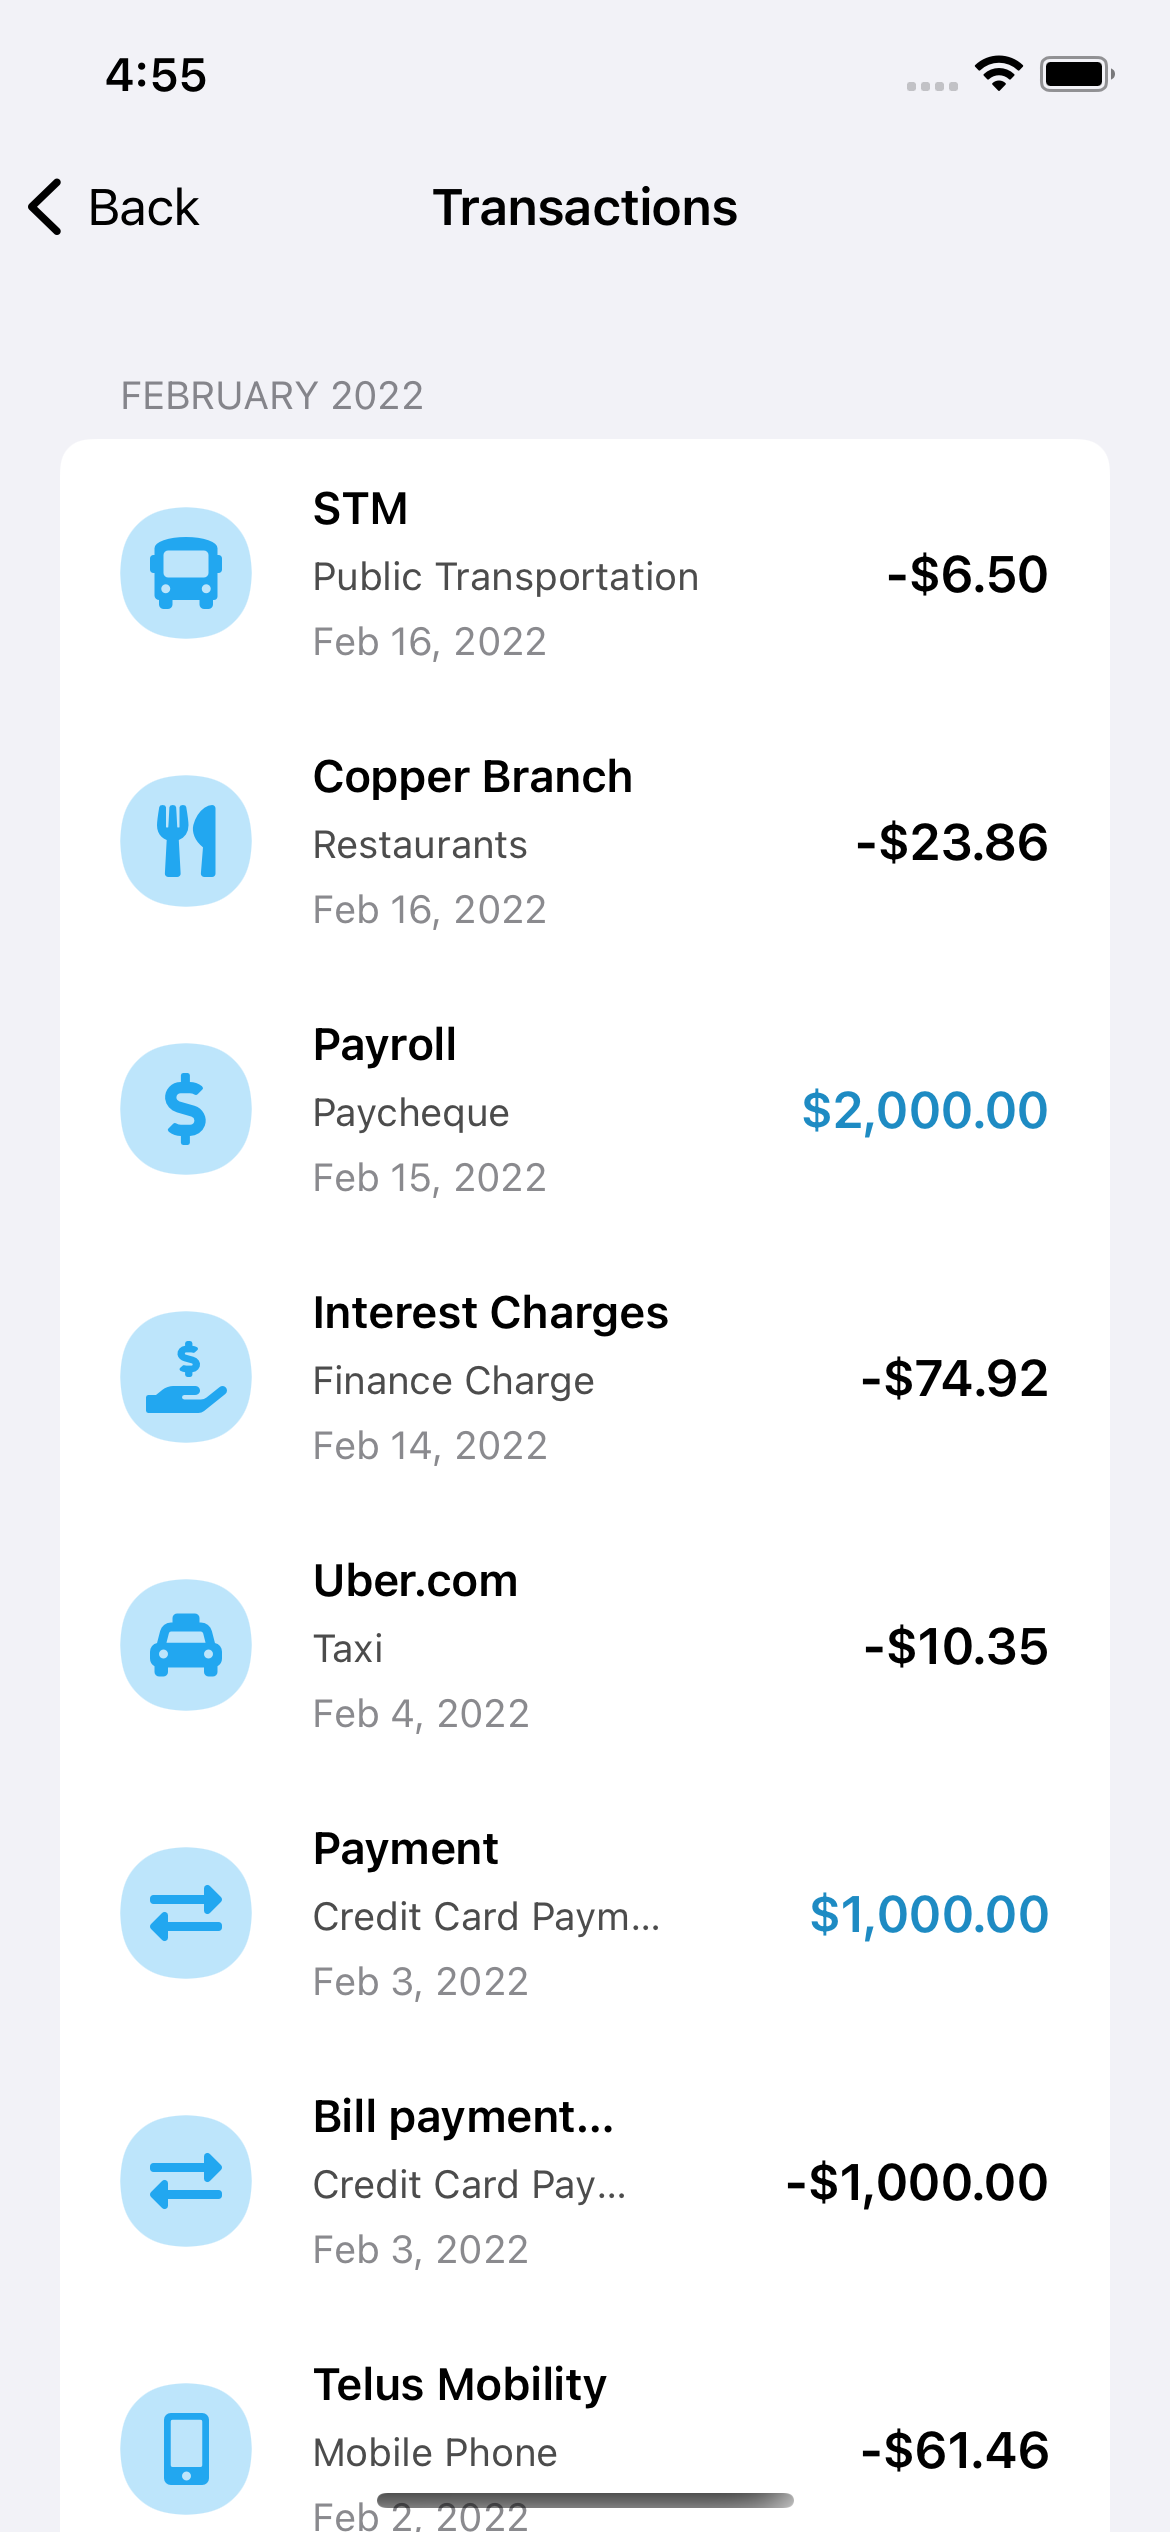 4:55
Back
Transactions
FEBRUARY 2022
STM
Public Transportation
-$6.50
Feb 16, 2022
Copper Branch
Restaurants
-$23.86
Feb 16, 2022
Payroll
Paycheque
$2,000.00
Feb 15, 2022
Interest Charges
Finance Charge
-$74.92
Feb 14, 2022
Uber.com
Taxi
-$10.35
Feb 4, 2022
Payment
Credit Card Paym...
$1,000.00
Feb 3, 2022
Bill payment...
Credit Card Pay...
-$1,000.00
Feb 3, 2022
Telus Mobility
Mobile Phone
-$61.46
Feb 2, 2022